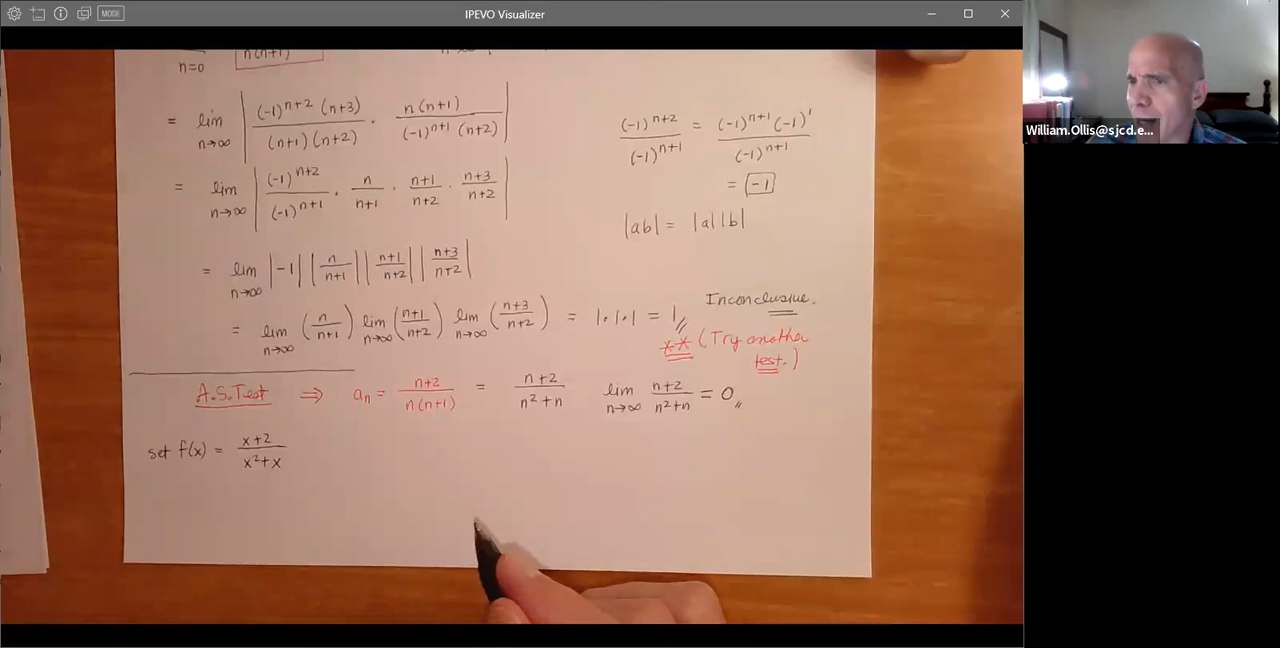 MODE
IPEVO Visualizer
William.Ollis@sjcd.e...
n=0
n(n+1)
= lim n→∞ | (-1)^{n+2} (n+3) / (n+1)(n+2) · n(n+1) / (-1)^{n+1} (n+2) |
(-1)^{n+2} / (-1)^{n+1} = (-1)^{n+1} (-1)^1 / (-1)^{n+1}
= -1
= lim n→∞ | (-1)^{n+2} / (-1)^{n+1} · n / n+1 · n+1 / n+2 · n+3 / n+2 |
|ab| = |a||b|
= lim n→∞ |-1| | n / n+1 | | n+1 / n+2 | | n+3 / n+2 |
= lim n→∞ ( n / n+1 ) lim n→∞ ( n+1 / n+2 ) lim n→∞ ( n+3 / n+2 ) = 1·1·1 = 1 Inconclusive.
** (Try another
test.)
A.S.Test ⇒ a_n = n+2 / n(n+1) = n+2 / n²+n lim n→∞ n+2 / n²+n = 0
set f(x) = x+2 / x²+x